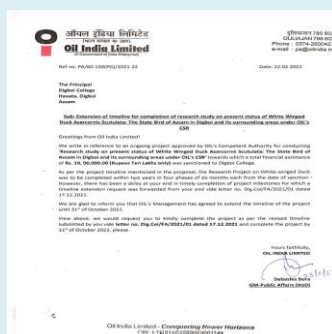 ऑयल इंडिया लिमिटेड
Oil India Limited
DULIAJAN 786 602
Ref no: PA/60-158(PQ)/2021-22
Date: 22.02.2022
The Principal
Digboi College
Itavata, Digboi
Assam
Sub: Extension of timeline for completion of research study on present status of White Winged Duck Asarcornis Scutulata: The State Bird of Assam in Digboi and its surrounding areas under OIL's
CSR
Greetings from Oil India Limited!
We write in reference to an ongoing project approved by OIL's Competent Authority for conducting
'Research study on present status of White Winged Duck Asarcornis Scutulata: The State Bird of
Assam in Digboi and its surrounding areas under OIL's CSR' towards which a total financial assistance
of Rs. 10, 00,000.00 (Rupees Ten Lakhs only) was sanctioned to Digboi College.
As per the project timeline mentioned in the proposal, the Research Project on White-winged Duck
was to be completed within two years in four phases of six months each from the date of sanction.
However, there has been a delay at your end in timely completion of project milestones for which a
timeline extension request was forwarded from your end vide letter no. Dig.Col/FA/2021/01 dated
17.12.2021.
We are glad to inform you that OIL's Management has agreed to extend the timeline of the project
until 31st of October 2022.
View above, we would request you to kindly complete the project as per the revised timeline
submitted by you vide letter no. Dig.Col/FA/2021/01 dated 17.12.2021 and complete the project by
31st of October 2022, please.
Yours faithfully,
OIL INDIA LIMITED
Debashis Bora
GM-Public Affairs (HoD)
Oil India Limited - Conquering Newer Horizons